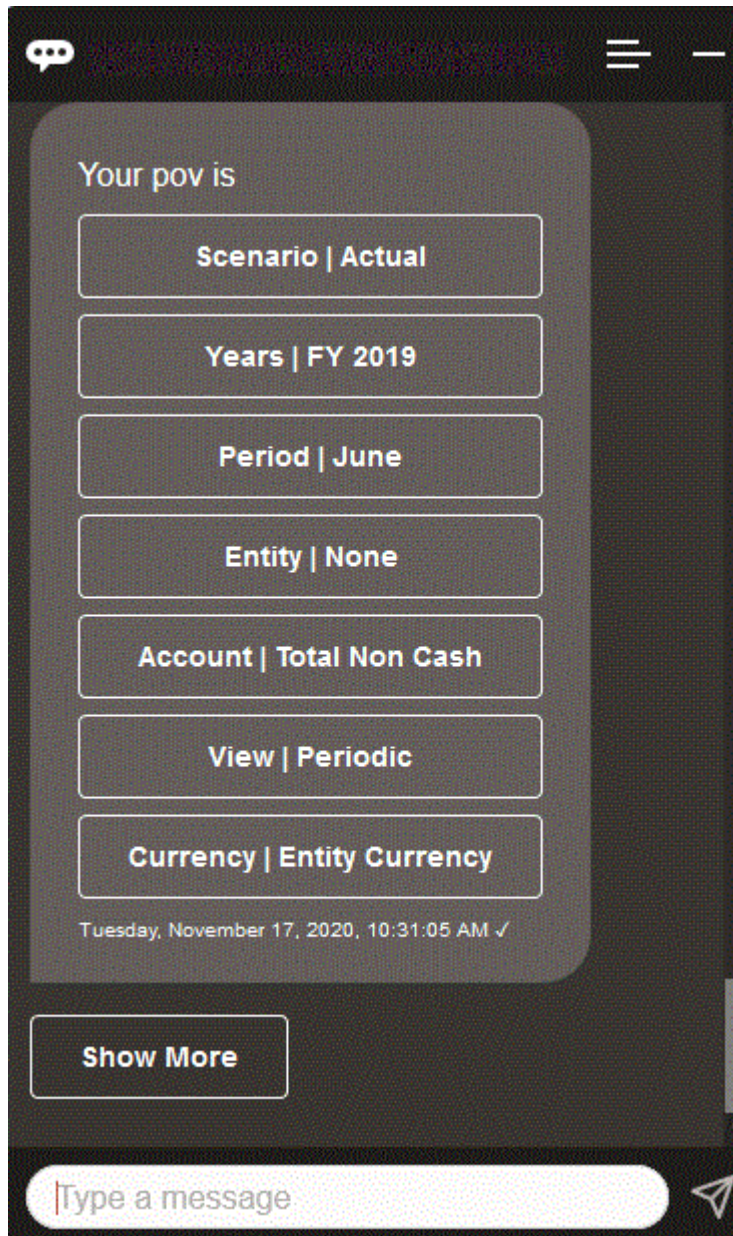 Your pov is
Scenario | Actual
Years | FY 2019
Period | June
Entity | None
Account | Total Non Cash
View | Periodic
Currency | Entity Currency
Tuesday, November 17, 2020, 10:31:05 AM ✓
Show More
Type a message